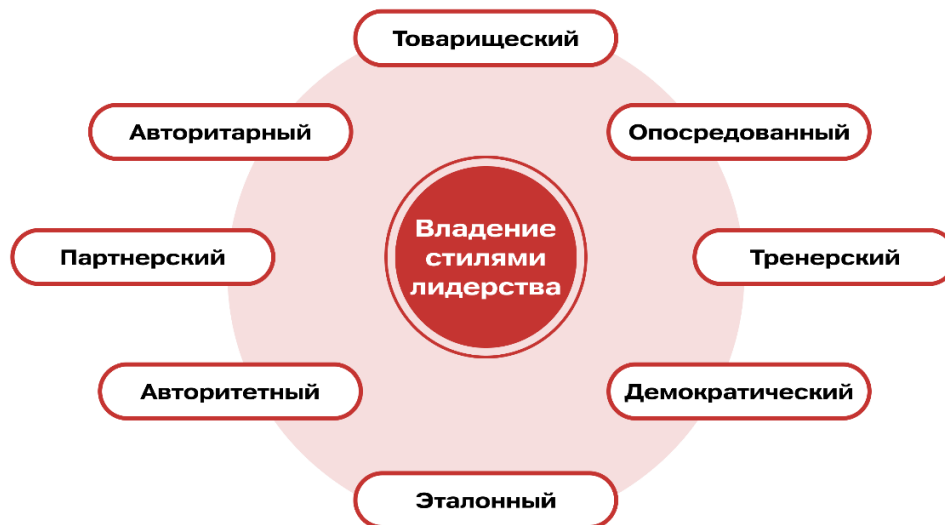 Товарищеский
Авторитарный
Опосредованный
Партнерский
Владение
стилями
лидерства
Тренерский
Авторитетный
Демократический
Эталонный